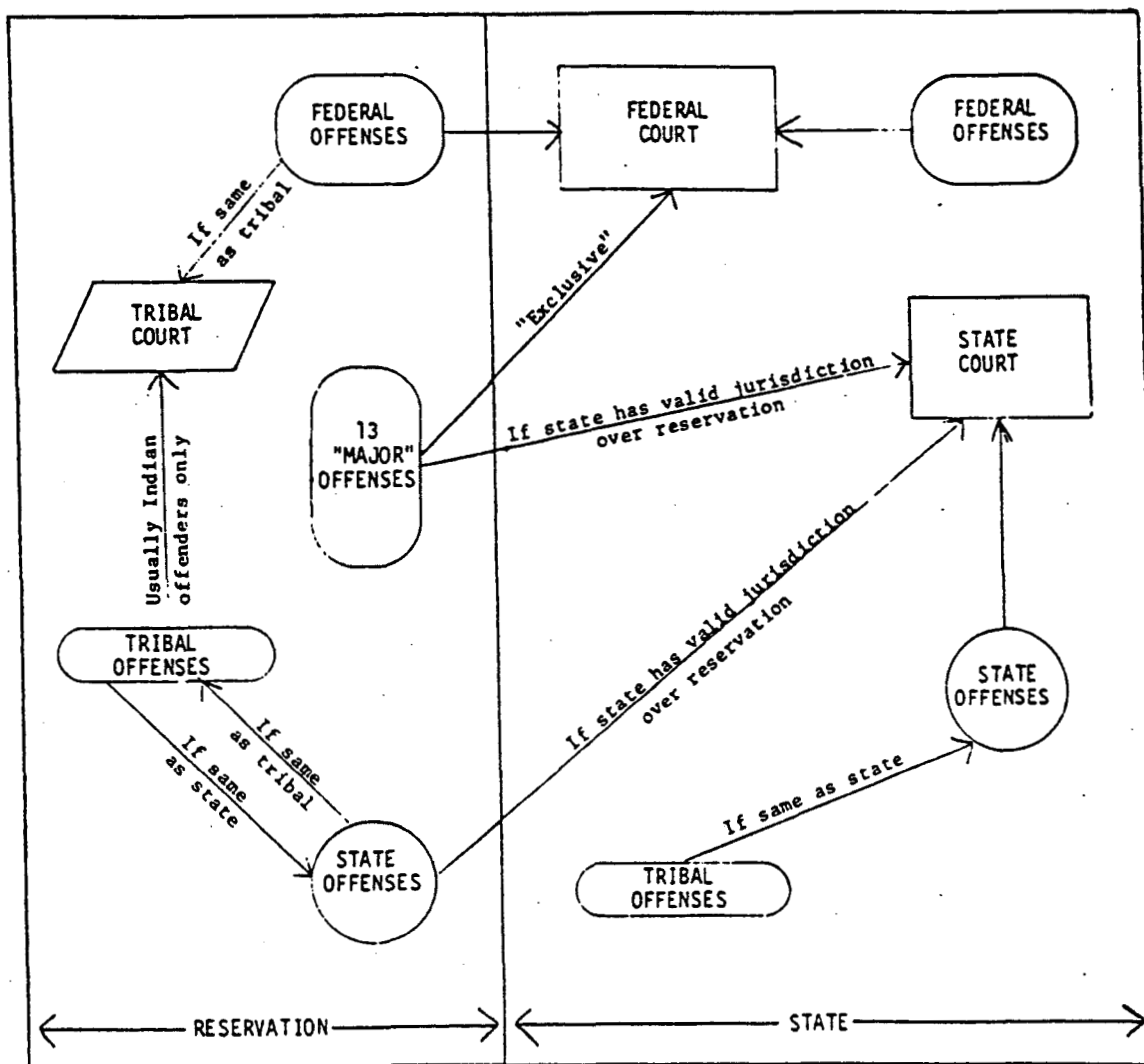 FEDERAL
OFFENSES
FEDERAL
COURT
FEDERAL
OFFENSES
If same
as tribal
TRIBAL
COURT
"Exclusive"
STATE
COURT
13
"MAJOR"
OFFENSES
If state has valid jurisdiction
over reservation
Usually Indian
offenders only
TRIBAL
OFFENSES
If same
as tribal
If same
as state
If state has valid jurisdiction
over reservation
STATE
OFFENSES
If same as state
STATE
OFFENSES
TRIBAL
OFFENSES
RESERVATION
STATE